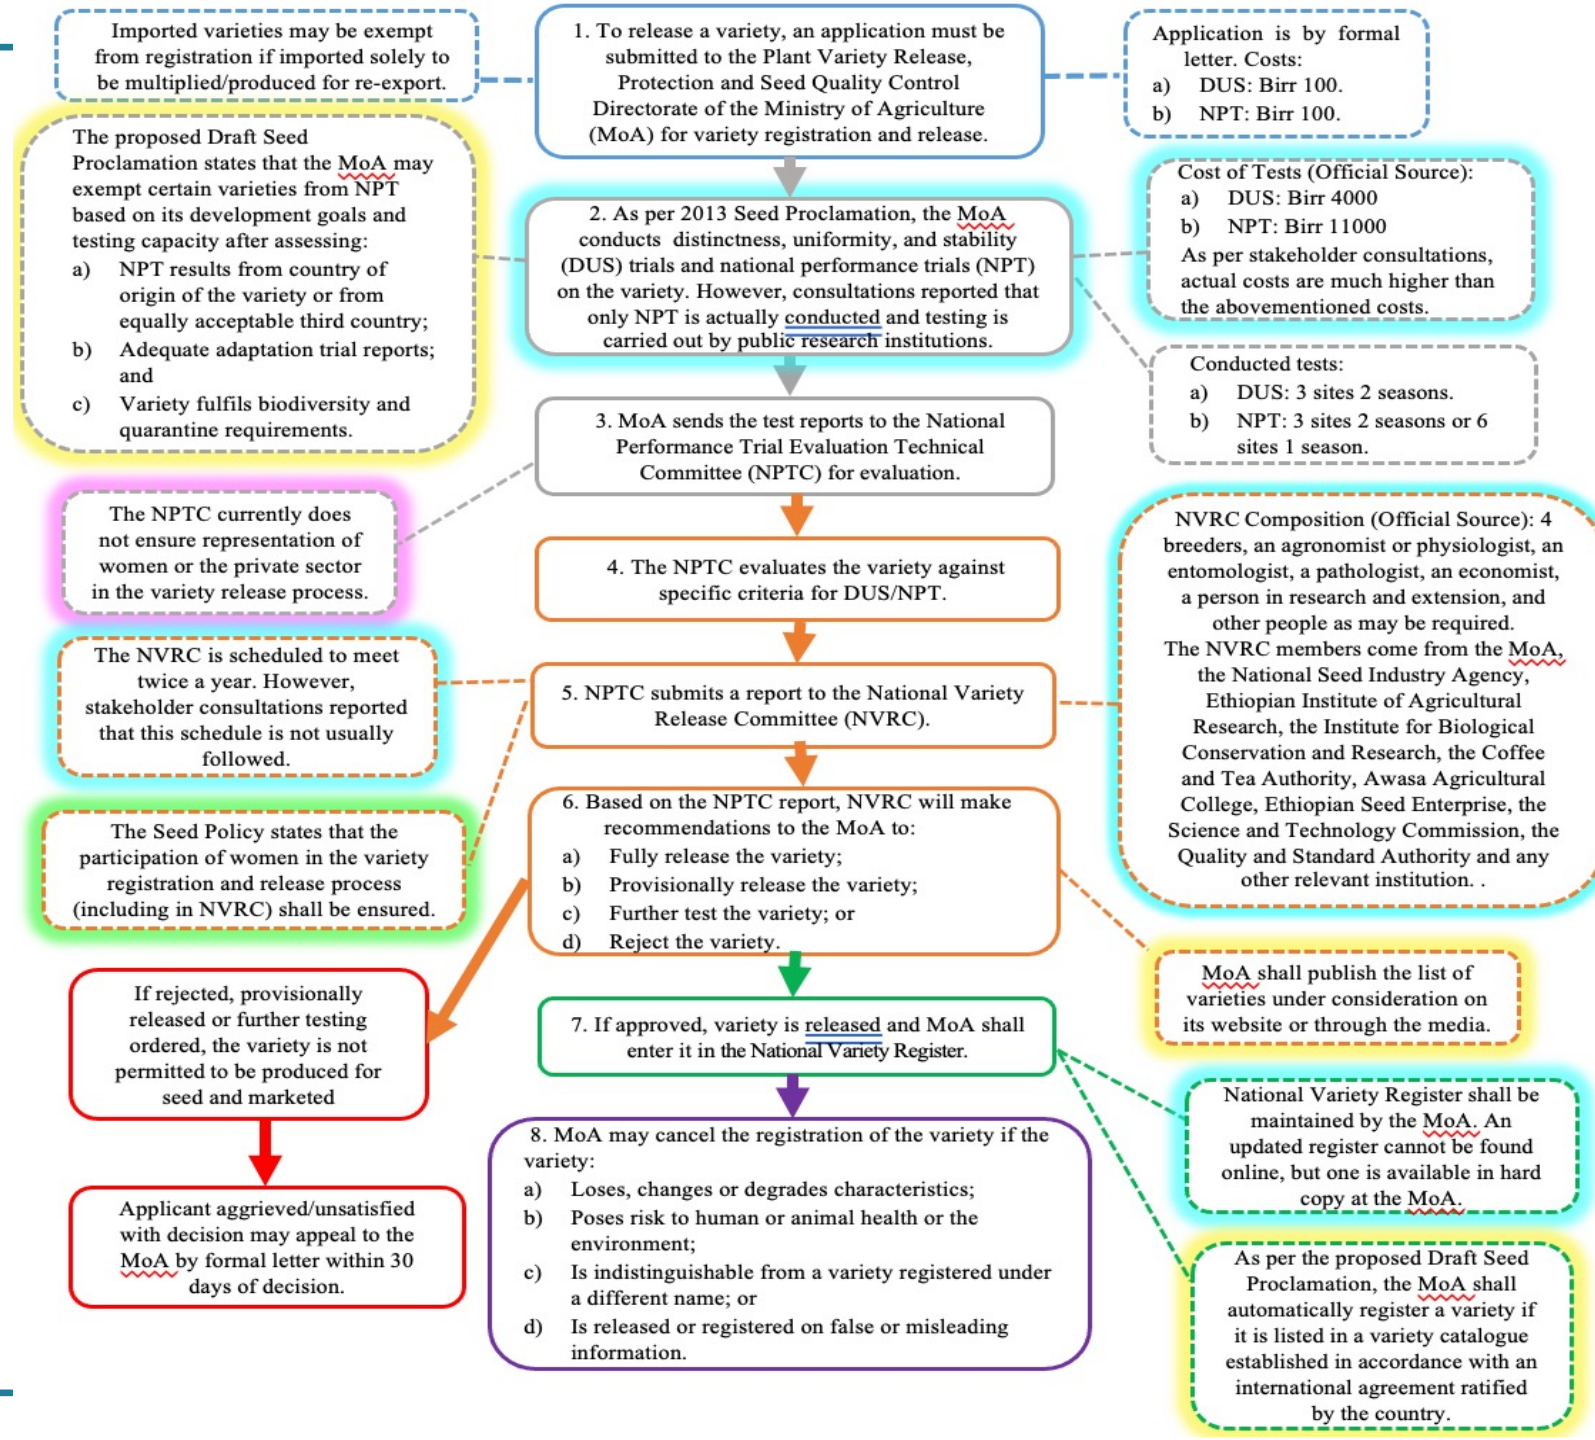 Imported varieties may be exempt
from registration if imported solely to
be multiplied/produced for re-export.
1. To release a variety, an application must be
submitted to the Plant Variety Release,
Protection and Seed Quality Control
Directorate of the Ministry of Agriculture
(MoA) for variety registration and release.
Application is by formal
letter. Costs:
a) DUS: Birr 100.
b) NPT: Birr 100.
The proposed Draft Seed
Proclamation states that the MoA may
exempt certain varieties from NPT
based on its development goals and
testing capacity after assessing:
a) NPT results from country of
origin of the variety or from
equally acceptable third country;
b) Adequate adaptation trial reports;
and
c) Variety fulfils biodiversity and
quarantine requirements.
2. As per 2013 Seed Proclamation, the MoA
conducts distinctness, uniformity, and stability
(DUS) trials and national performance trials (NPT)
on the variety. However, consultations reported that
only NPT is actually conducted and testing is
carried out by public research institutions.
Cost of Tests (Official Source):
a) DUS: Birr 4000
b) NPT: Birr 11000
As per stakeholder consultations,
actual costs are much higher than
the abovementioned costs.
Conducted tests:
a) DUS: 3 sites 2 seasons.
b) NPT: 3 sites 2 seasons or 6
sites 1 season.
3. MoA sends the test reports to the National
Performance Trial Evaluation Technical
Committee (NPTC) for evaluation.
The NPTC currently does
not ensure representation of
women or the private sector
in the variety release process.
4. The NPTC evaluates the variety against
specific criteria for DUS/NPT.
NVRC Composition (Official Source): 4
breeders, an agronomist or physiologist, an
entomologist, a pathologist, an economist,
a person in research and extension, and
other people as may be required.
The NVRC members come from the MoA,
the National Seed Industry Agency,
Ethiopian Institute of Agricultural
Research, the Institute for Biological
Conservation and Research, the Coffee
and Tea Authority, Awasa Agricultural
College, Ethiopian Seed Enterprise, the
Science and Technology Commission, the
Quality and Standard Authority and any
other relevant institution. .
The NVRC is scheduled to meet
twice a year. However,
stakeholder consultations reported
that this schedule is not usually
followed.
5. NPTC submits a report to the National Variety
Release Committee (NVRC).
The Seed Policy states that the
participation of women in the variety
registration and release process
(including in NVRC) shall be ensured.
6. Based on the NPTC report, NVRC will make
recommendations to the MoA to:
a) Fully release the variety;
b) Provisionally release the variety;
c) Further test the variety; or
d) Reject the variety.
MoA shall publish the list of
varieties under consideration on
its website or through the media.
If rejected, provisionally
released or further testing
ordered, the variety is not
permitted to be produced for
seed and marketed
7. If approved, variety is released and MoA shall
enter it in the National Variety Register.
National Variety Register shall be
maintained by the MoA. An
updated register cannot be found
online, but one is available in hard
copy at the MoA.
Applicant aggrieved/unsatisfied
with decision may appeal to the
MoA by formal letter within 30
days of decision.
8. MoA may cancel the registration of the variety if the
variety:
a) Loses, changes or degrades characteristics;
b) Poses risk to human or animal health or the
environment;
c) Is indistinguishable from a variety registered under
a different name; or
d) Is released or registered on false or misleading
information.
As per the proposed Draft Seed
Proclamation, the MoA shall
automatically register a variety if
it is listed in a variety catalogue
established in accordance with an
international agreement ratified
by the country.